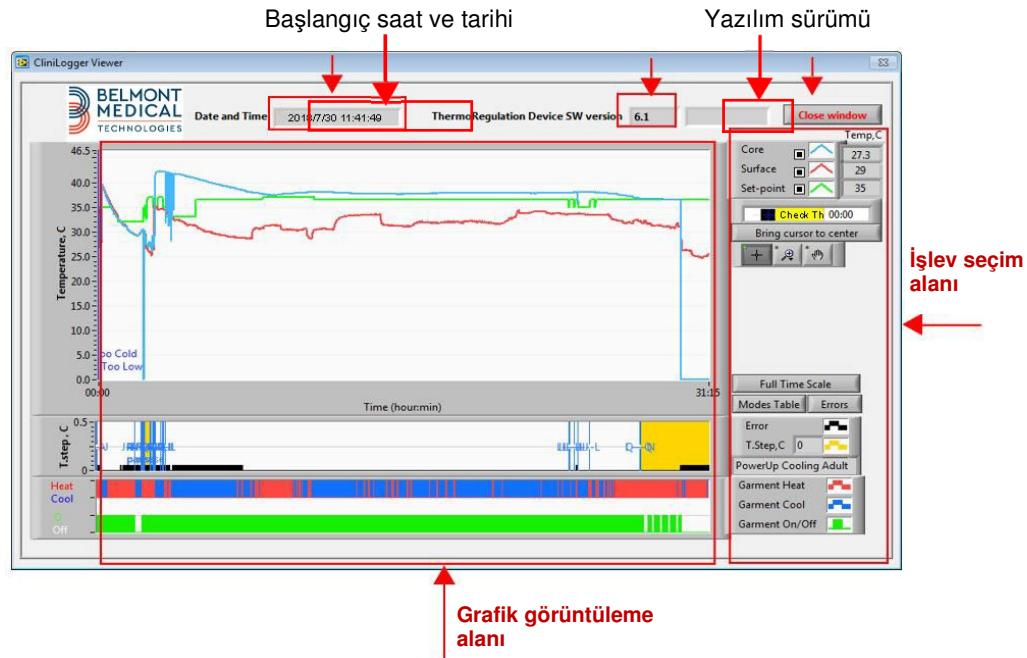 Başlangıç saat ve tarihi
Yazılım sürümü
CliniLogger Viewer
BELMONT
MEDICAL
TECHNOLOGIES
Date and Time
2018/7/30 11:41:49
ThermoRegulation Device SW version
6.1
Close window
Temp,C
Core
27.3
Surface
29
Set-point
35
Check Th 00:00
Bring cursor to center
İşlev seçim
alanı
46.5
40.0
35.0
30.0
25.0
20.0
15.0
10.0
5.0
0.0
Temperature, C
oo Cold
Too Low
00:00
31:15
Time (hour:min)
Full Time Scale
Modes Table
Errors
0.5
0
T.step, C
Error
T.Step,C
0
PowerUp Cooling Adult
Heat
Cool
Off
Garment Heat
Garment Cool
Garment On/Off
Grafik görüntüleme
alanı